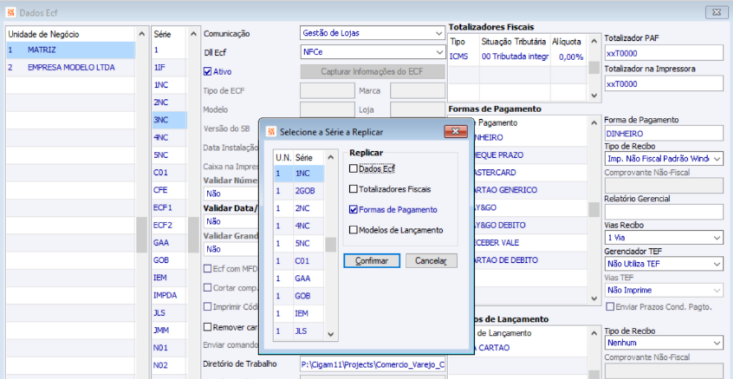 Dados Ecf
Unidade de Negócio
1 MATRIZ
2 EMPRESA MODELO LTDA
Série
1
1IF
1NC
2NC
3NC
4NC
5NC
C01
CFE
ECF1
ECF2
GAA
GOB
IEM
IMPDA
JLS
JMM
N01
N02
Comunicação
Gestão de Lojas
Dll Ecf
NFCe
Ativo
Capturar Informações do ECF
Tipo de ECF
Marca
Modelo
Loja
Versão do SB
Data Instalação
Caixa na Impres
Validar Núme
Não
Validar Data/
Não
Validar Grand
Não
Ecf com MFD
Cortar comp
Imprimir Códi
Remover car
Enviar comando
Diretório de Trabalho
P:\Cigam11\Projects\Comercio_Varejo_C
Selecione a Série a Replicar
U.N. Série
1 1NC
1 2GOB
1 2NC
1 4NC
1 5NC
1 C01
1 GAA
1 GOB
1 IEM
1 JLS
Replicar
Dados Ecf
Totalizadores Fiscais
Formas de Pagamento
Modelos de Lançamento
Confirmar
Cancelar
Totalizadores Fiscais
Tipo Situação Tributária Alíquota
ICMS 00 Tributada integr 0,00%
Formas de Pagamento
Pagamento
NHEIRO
EQUE PRAZO
ASTERCARD
ARTAO GENERICO
Y&GO
Y&GO DEBITO
ECEBER VALE
ARTAO DE DEBITO
os de Lançamento
de Lançamento
CARTAO
Totalizador PAF
xxT0000
Totalizador na Impressora
xxT0000
Forma de Pagamento
DINHEIRO
Tipo de Recibo
Imp. Não Fiscal Padrão Wind
Comprovante Não-Fiscal
Relatório Gerencial
Vias Recibo
1 Via
Gerenciador TEF
Não Utiliza TEF
Vias TEF
Não Imprime
Enviar Prazos Cond. Pagto.
Tipo de Recibo
Nenhum
Comprovante Não-Fiscal